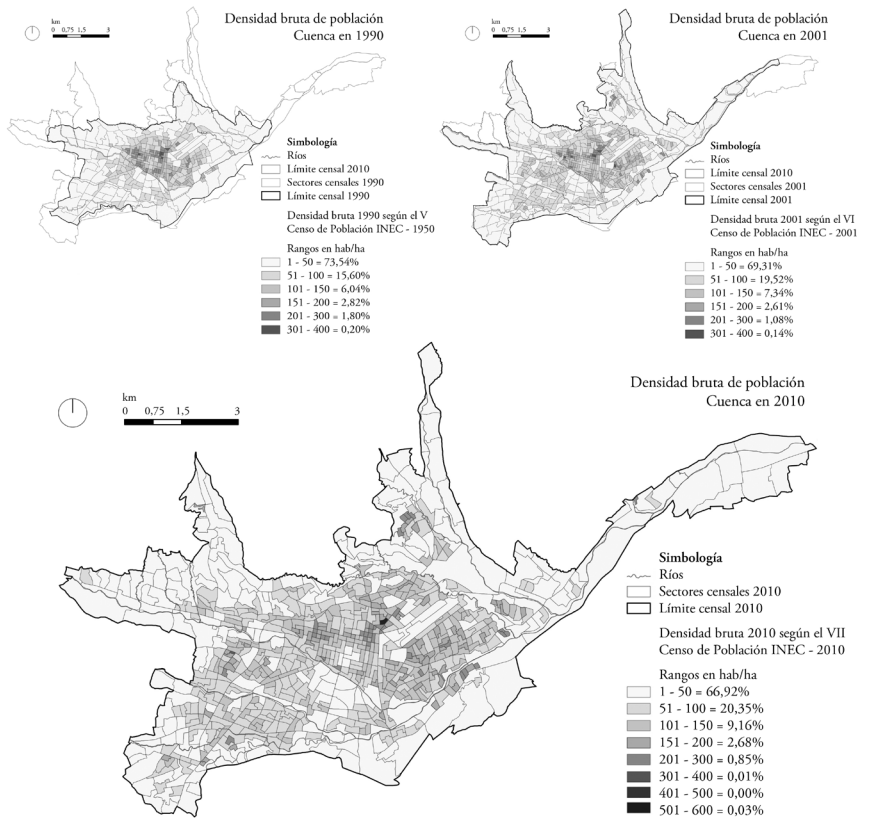 km
0 0,75 1,5 3
Densidad bruta de población
Cuenca en 1990
Simbología
Ríos
Límite censal 2010
Sectores censales 1990
Límite censal 1990
Densidad bruta 1990 según el V
Censo de Población INEC - 1950
Rangos en hab/ha
1 - 50 = 73,54%
51 - 100 = 15,60%
101 - 150 = 6,04%
151 - 200 = 2,82%
201 - 300 = 1,80%
301 - 400 = 0,20%
km
0 0,75 1,5 3
Densidad bruta de población
Cuenca en 2001
Simbología
Ríos
Límite censal 2010
Sectores censales 2001
Límite censal 2001
Densidad bruta 2001 según el VI
Censo de Población INEC - 2001
Rangos en hab/ha
1 - 50 = 69,31%
51 - 100 = 19,52%
101 - 150 = 7,34%
151 - 200 = 2,61%
201 - 300 = 1,08%
301 - 400 = 0,14%
km
0 0,75 1,5 3
Densidad bruta de población
Cuenca en 2010
Simbología
Ríos
Sectores censales 2010
Límite censal 2010
Densidad bruta 2010 según el VII
Censo de Población INEC - 2010
Rangos en hab/ha
1 - 50 = 66,92%
51 - 100 = 20,35%
101 - 150 = 9,16%
151 - 200 = 2,68%
201 - 300 = 0,85%
301 - 400 = 0,01%
401 - 500 = 0,00%
501 - 600 = 0,03%